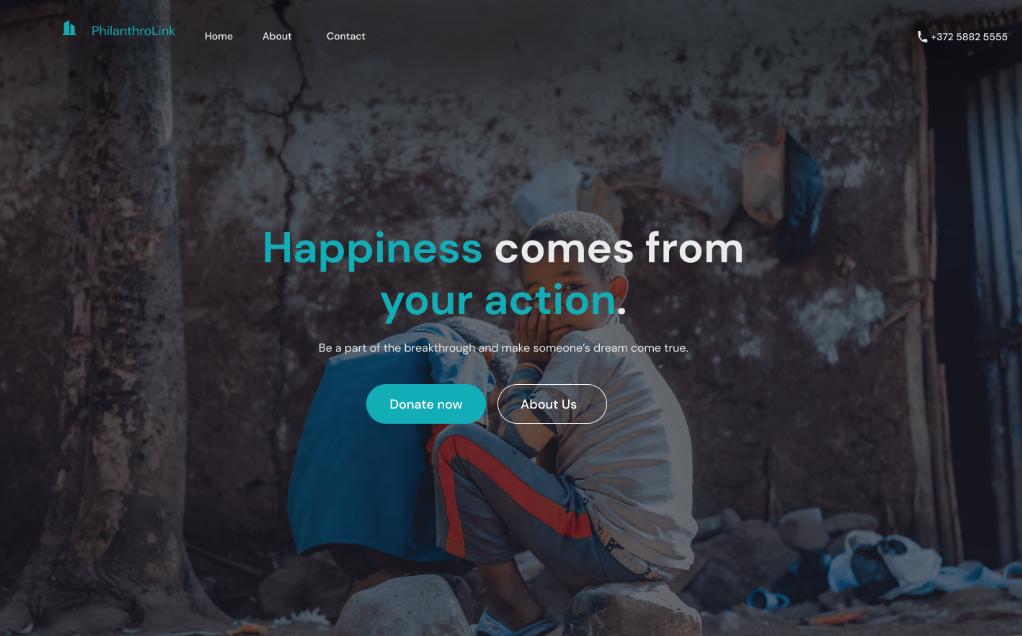 PhilanthroLink
Home About Contact
+372 5882 5555
Happiness comes from
your action.
Be a part of the breakthrough and make someone's dream come true.
Donate now About Us